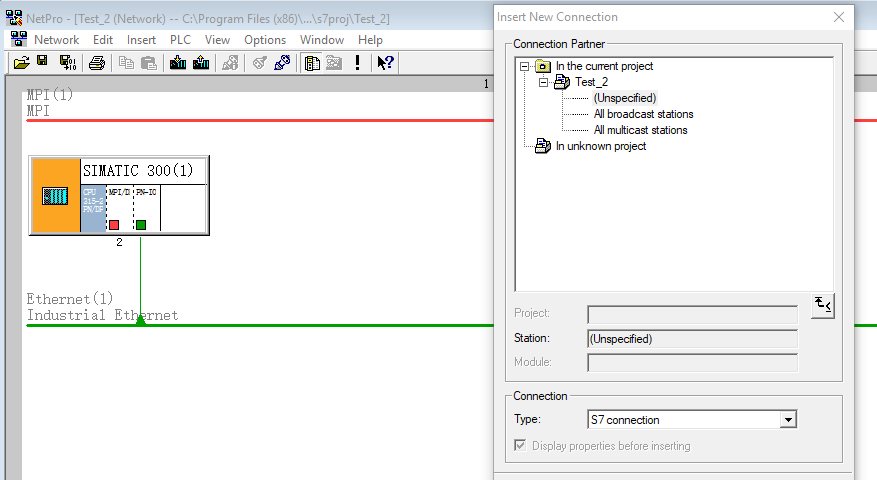 NetPro - [Test_2 (Network) -- C:\Program Files (x86)\...\s7proj\Test_2]
Network Edit Insert PLC View Options Window Help
1
MPI(1)
MPI
SIMATIC 300(1)
CPU
315-2
PN/DP
MPI/D
PN-IO
2
Ethernet(1)
Industrial Ethernet
Insert New Connection
Connection Partner
In the current project
Test_2
(Unspecified)
All broadcast stations
All multicast stations
In unknown project
Project:
Station: (Unspecified)
Module:
Connection
Type: S7 connection
Display properties before inserting